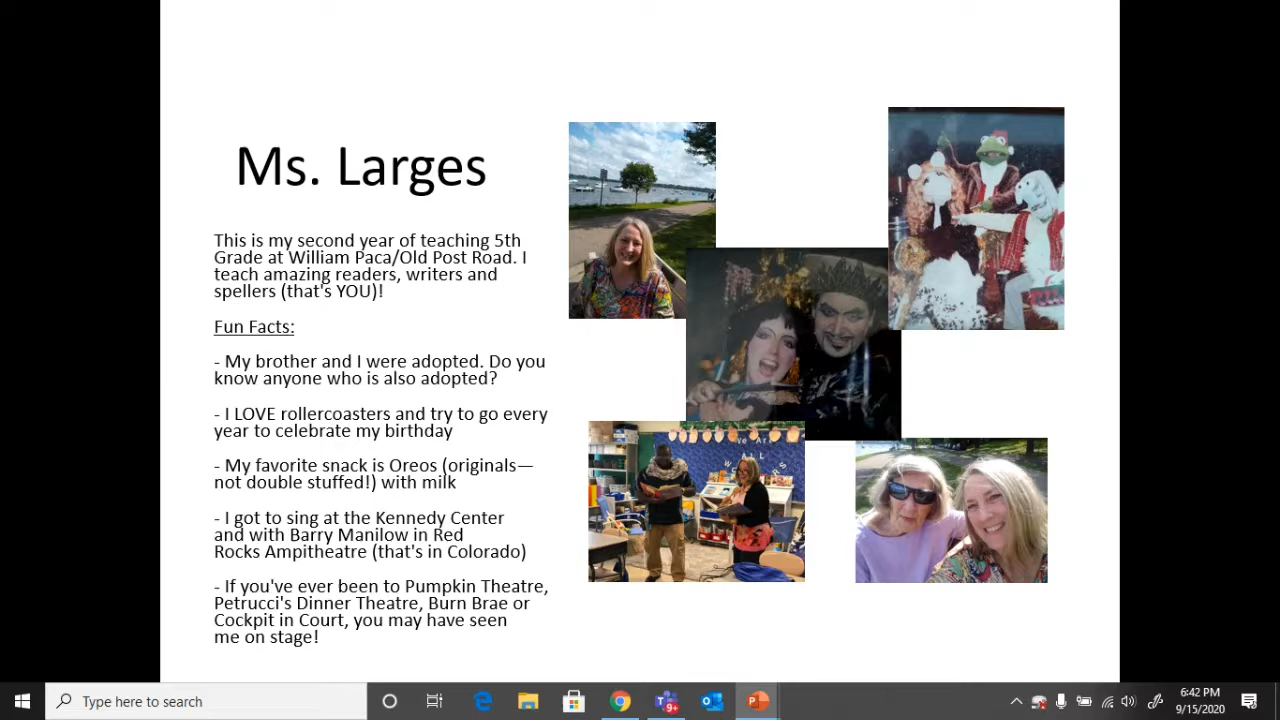 Ms. Larges
This is my second year of teaching 5th
Grade at William Paca/Old Post Road. I
teach amazing readers, writers and
spellers (that's YOU)!
Fun Facts:
- My brother and I were adopted. Do you
know anyone who is also adopted?
- I LOVE rollercoasters and try to go every
year to celebrate my birthday
- My favorite snack is Oreos (originals—
not double stuffed!) with milk
- I got to sing at the Kennedy Center
and with Barry Manilow in Red
Rocks Ampitheatre (that's in Colorado)
- If you've ever been to Pumpkin Theatre,
Petrucci's Dinner Theatre, Burn Brae or
Cockpit in Court, you may have seen
me on stage!
We Are
ALL
Type here to search
9+
6:42 PM
9/15/2020